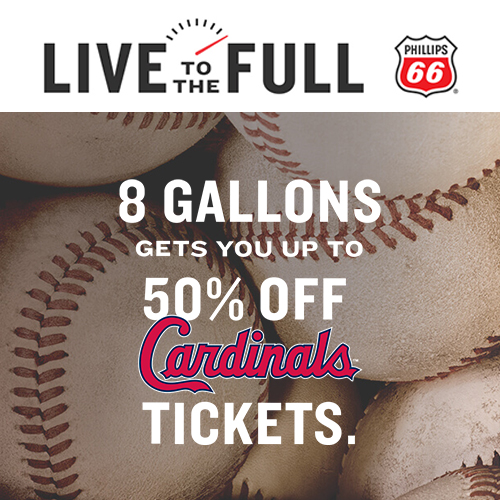 LIVE TO THE FULL
PHILLIPS
66
8 GALLONS
GETS YOU UP TO
50% OFF
Cardinals
TICKETS.